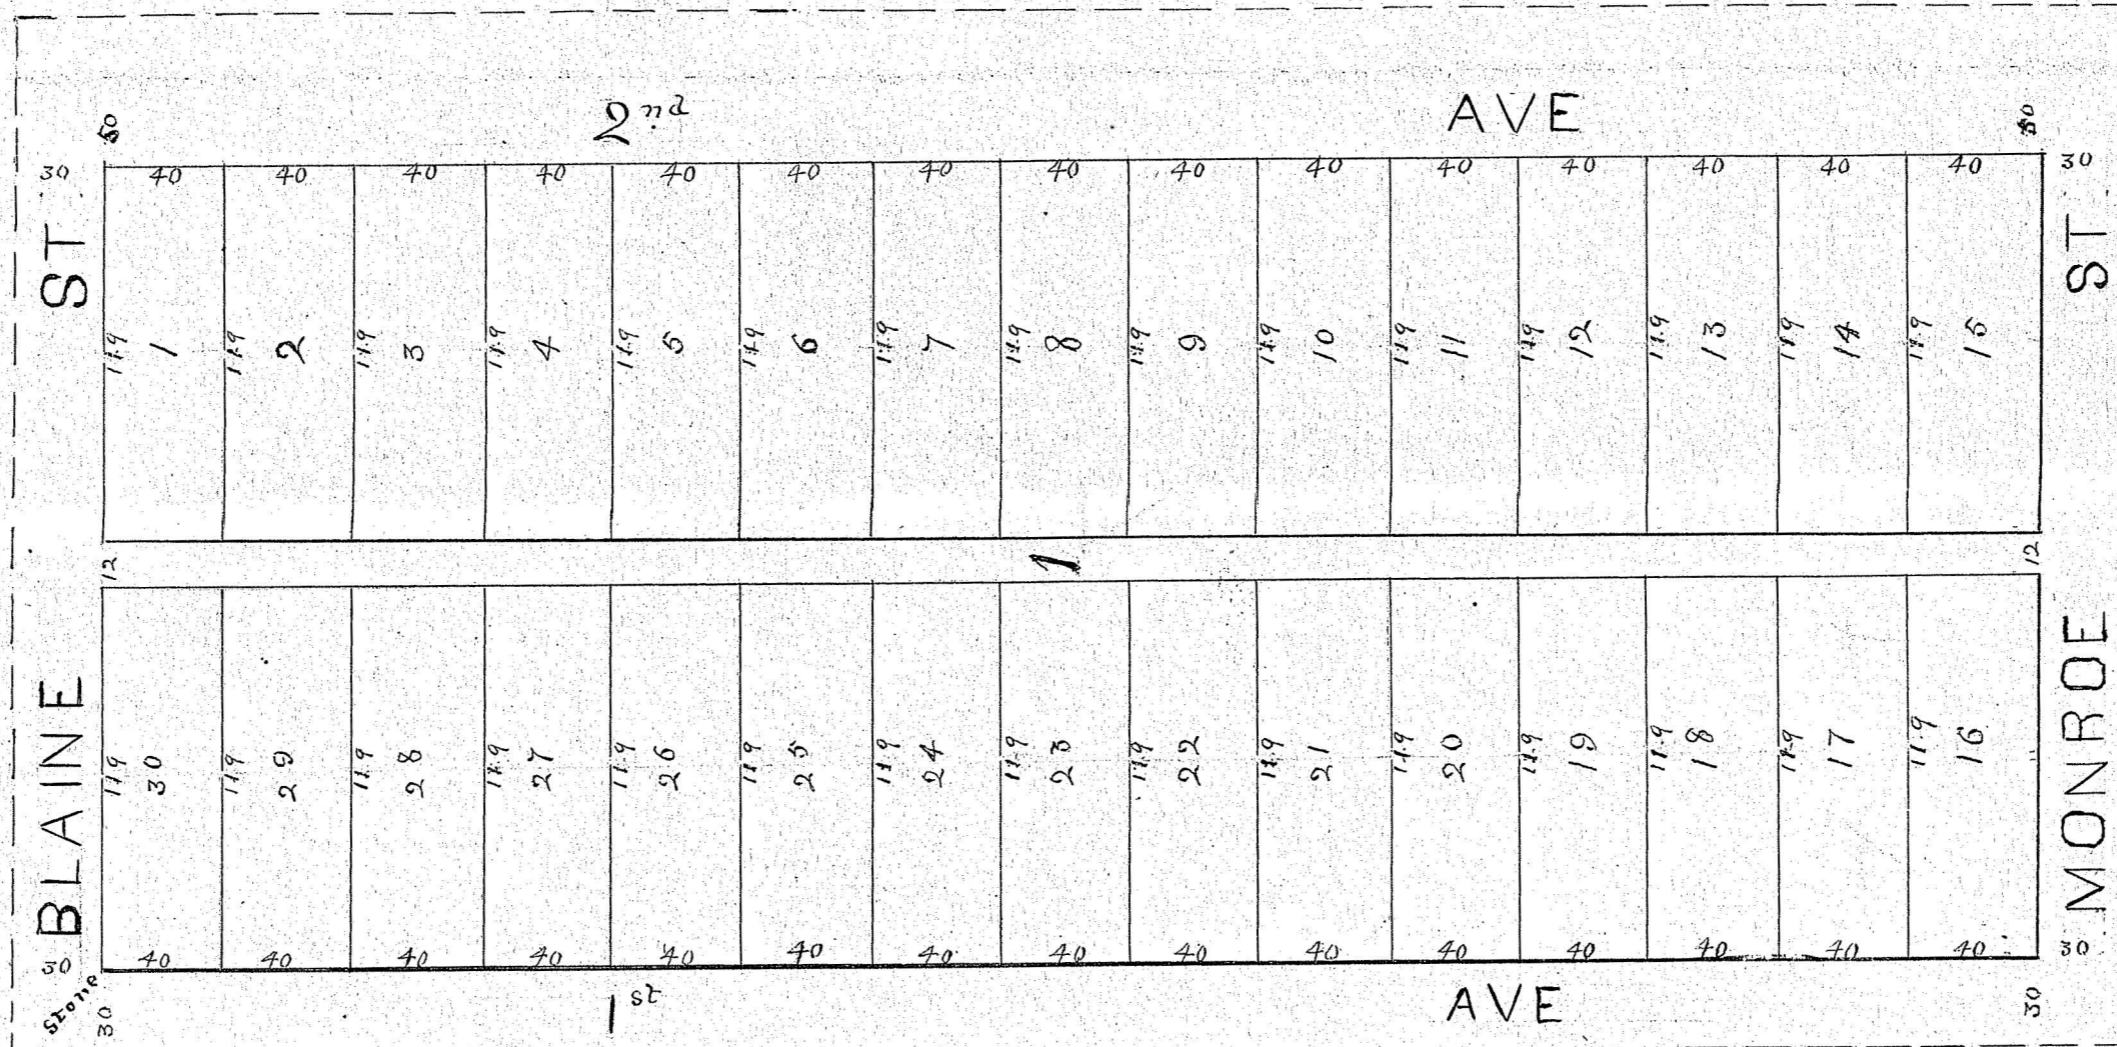 2nd AVE
50 50
30 40 40 40 40 40 40 40 40 40 40 40 40 40 40 40 30
BLAINE ST
MONROE ST
119 1 119 2 119 3 119 4 119 5 119 6 119 7 119 8 119 9 119 10 119 11 119 12 119 13 119 14 119 15
12 1 12
119 30 119 29 119 28 119 27 119 26 119 25 119 24 119 23 119 22 119 21 119 20 119 19 119 18 119 17 119 16
30 40 40 40 40 40 40 40 40 40 40 40 40 40 40 40 30
Stone 30 30
1st AVE